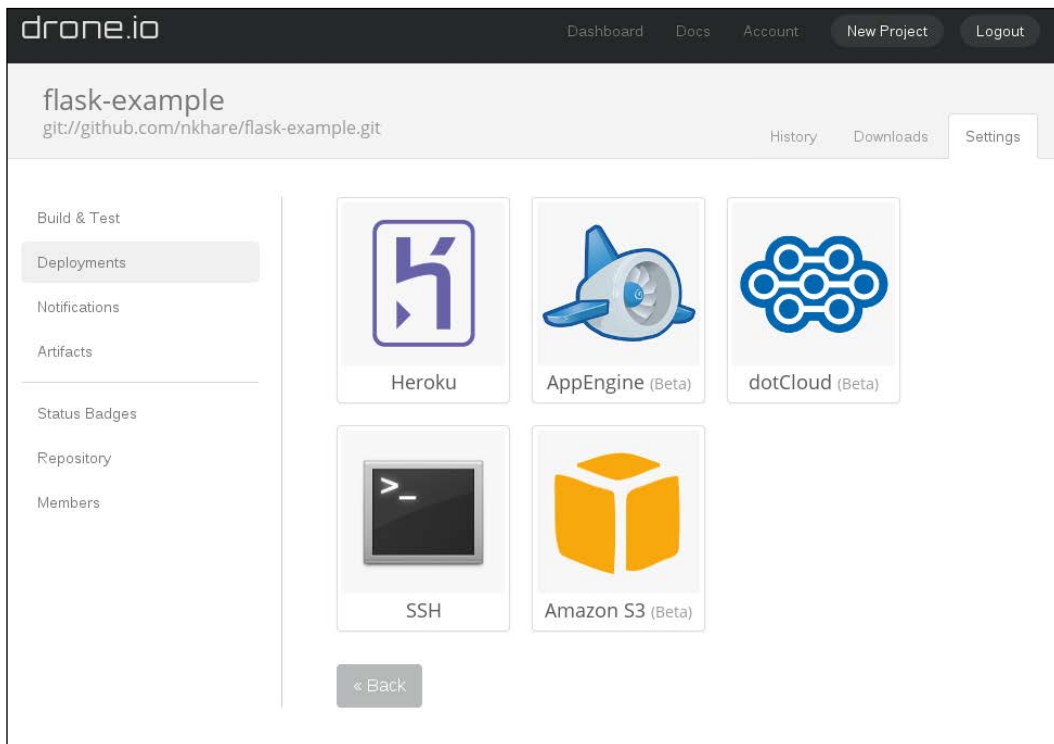 drone.io
Dashboard Docs Account New Project Logout
flask-example
git://github.com/nkhare/flask-example.git
History Downloads Settings
Build & Test
Deployments
Notifications
Artifacts
Status Badges
Repository
Members
Heroku AppEngine (Beta) dotCloud (Beta)
>_
SSH Amazon S3 (Beta)
« Back